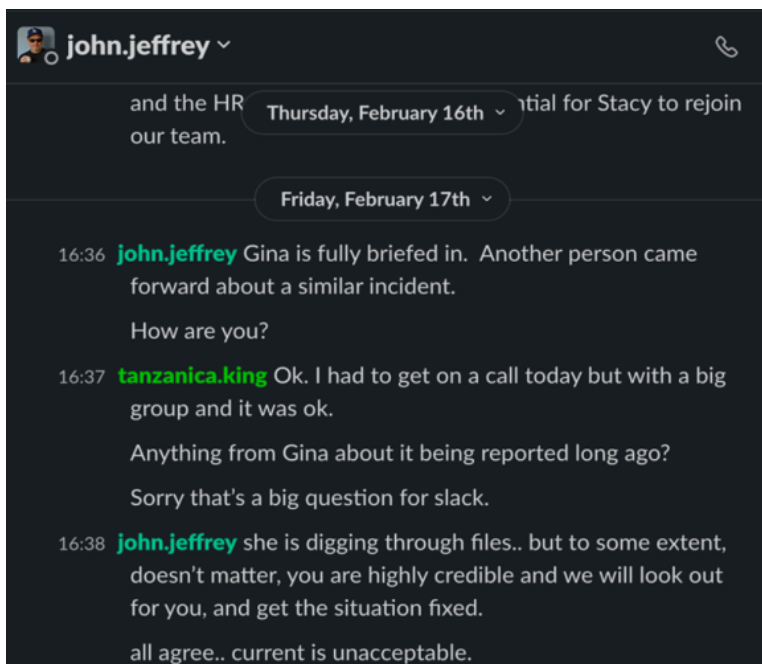 john.jeffrey
and the HR ntial for Stacy to rejoin
Thursday, February 16th
our team.
Friday, February 17th
16:36 john.jeffrey Gina is fully briefed in. Another person came
forward about a similar incident.
How are you?
16:37 tanzanica.king Ok. I had to get on a call today but with a big
group and it was ok.
Anything from Gina about it being reported long ago?
Sorry that's a big question for slack.
16:38 john.jeffrey she is digging through files.. but to some extent,
doesn't matter, you are highly credible and we will look out
for you, and get the situation fixed.
all agree.. current is unacceptable.